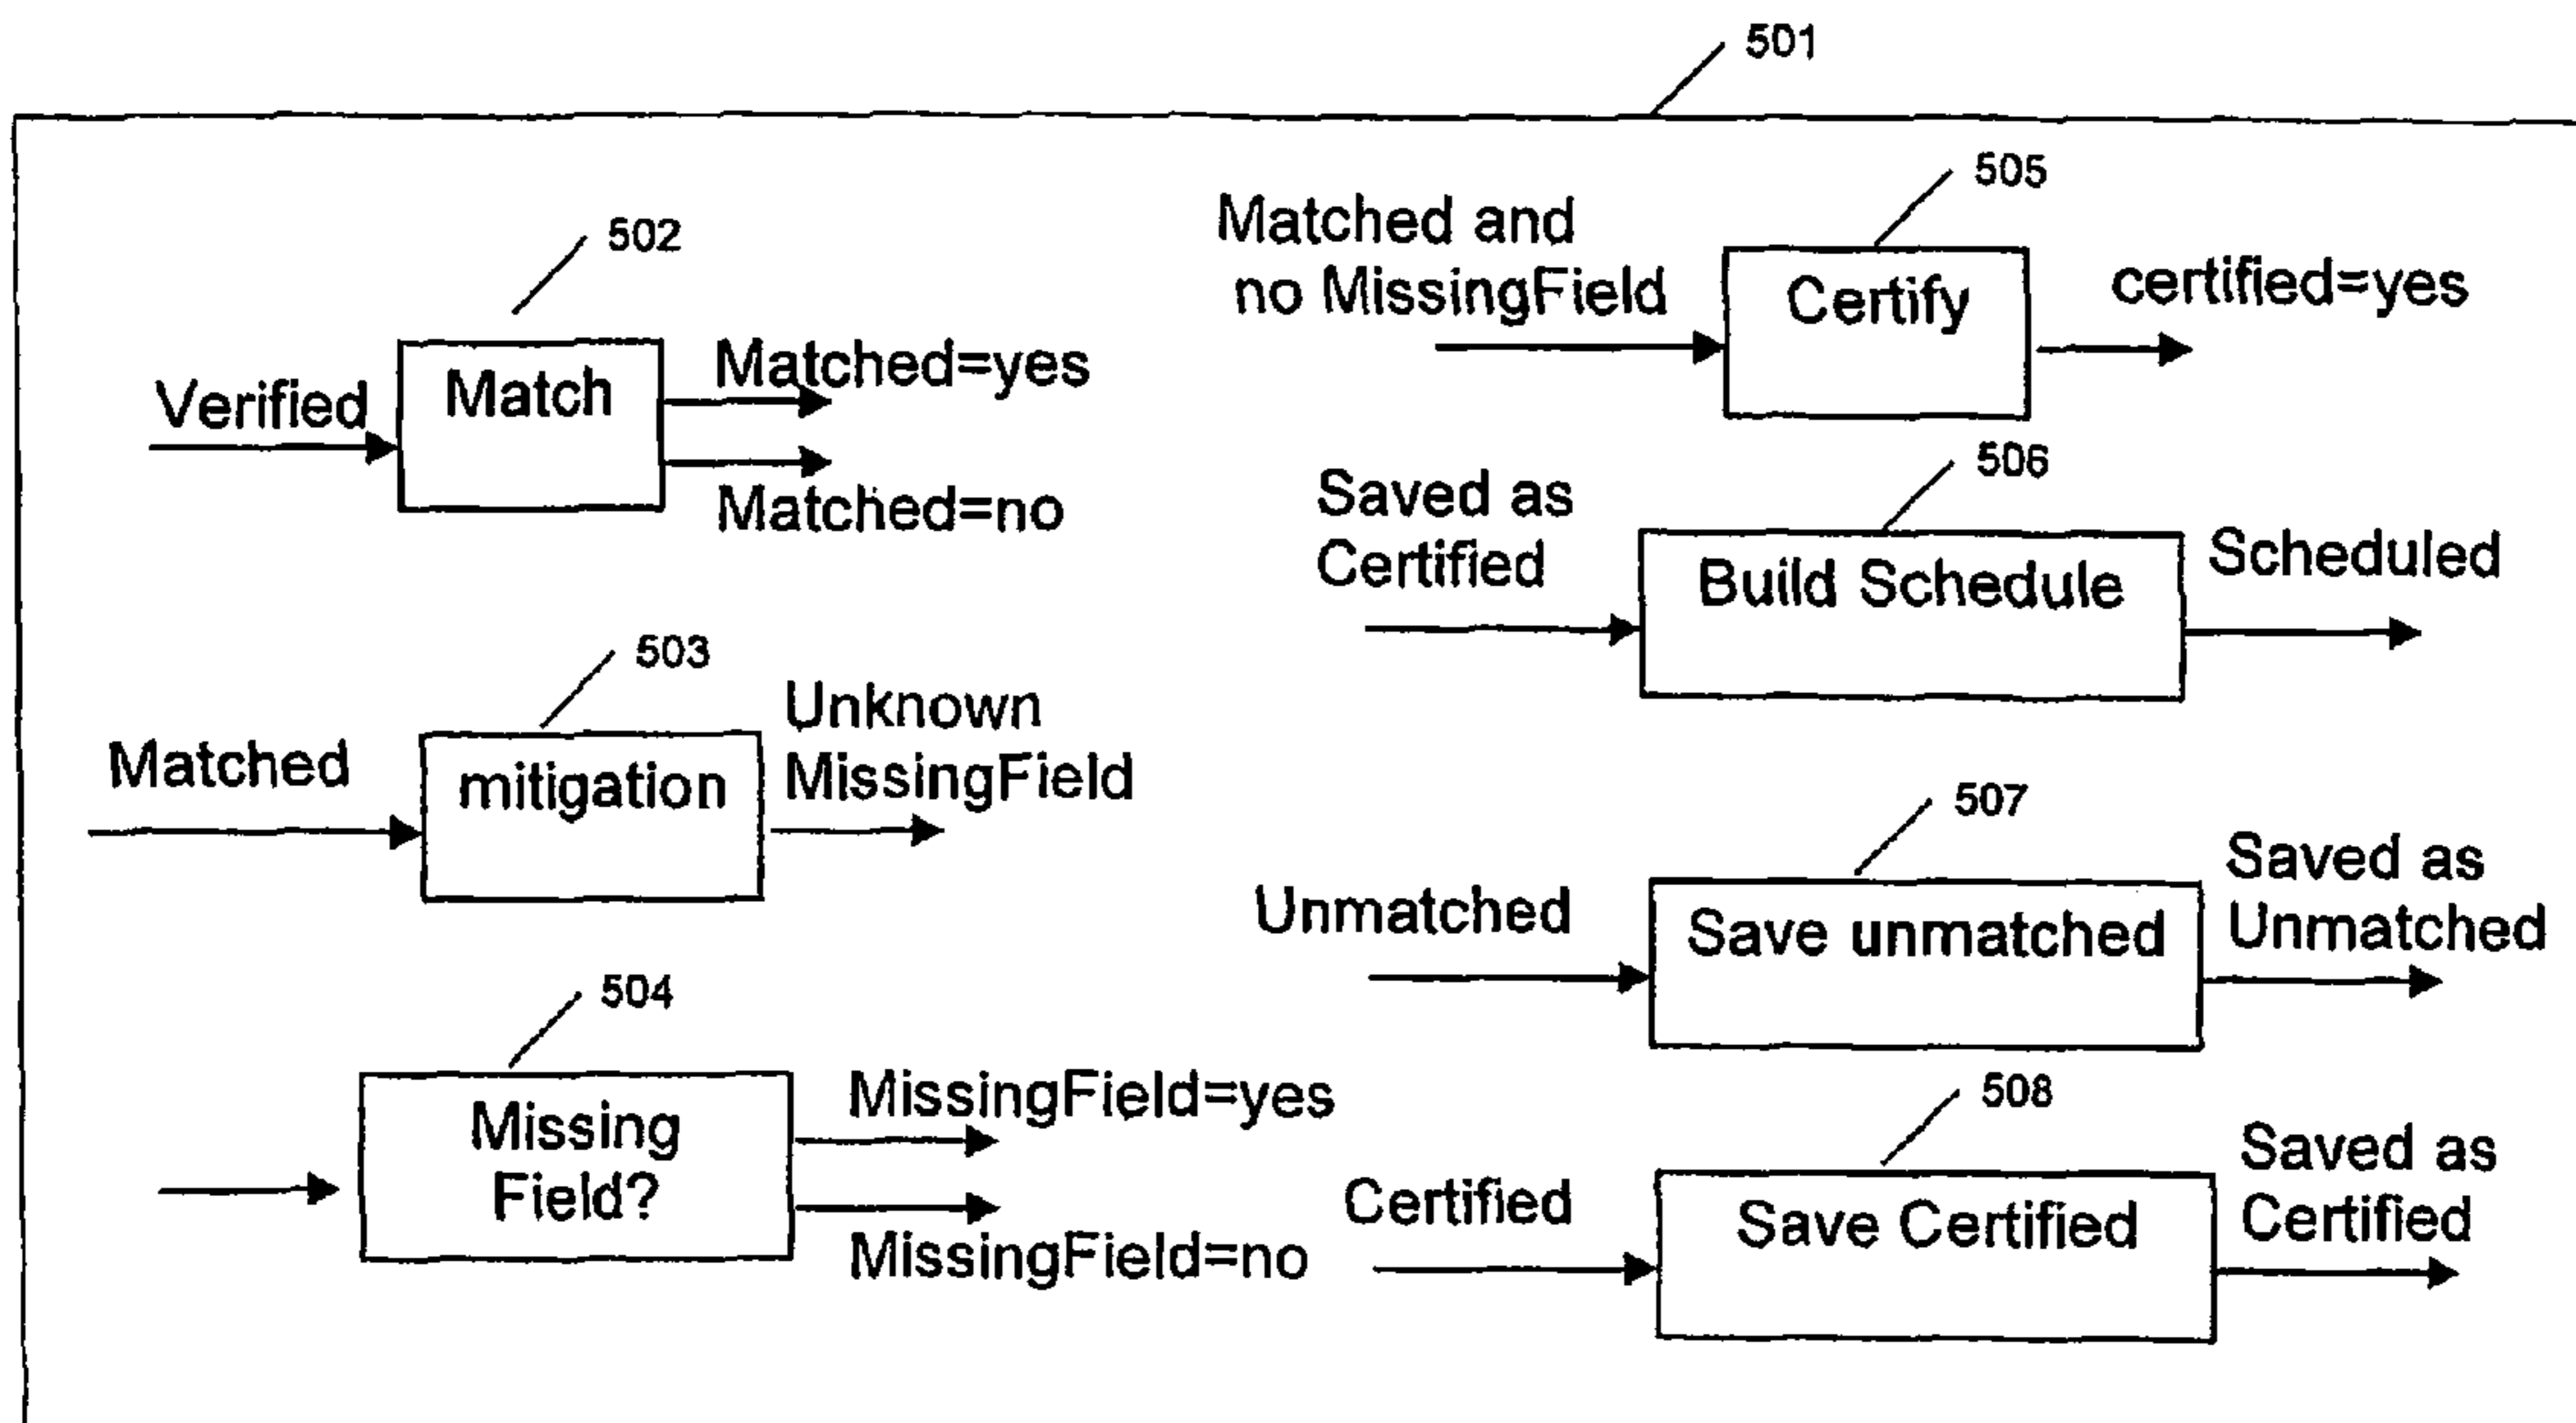 501
502
Verified
Match
Matched=yes
Matched=no
503
Matched
mitigation
Unknown
MissingField
504
Missing
Field?
MissingField=yes
MissingField=no
505
Matched and
no MissingField
Certify
certified=yes
506
Saved as
Certified
Build Schedule
Scheduled
507
Unmatched
Save unmatched
Saved as
Unmatched
508
Certified
Save Certified
Saved as
Certified